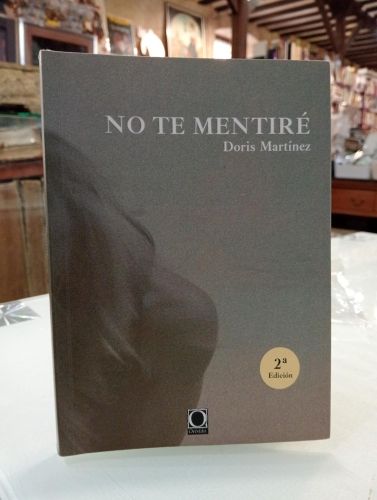 NO TE MENTIRÉ
Doris Martínez
2ª
Edición